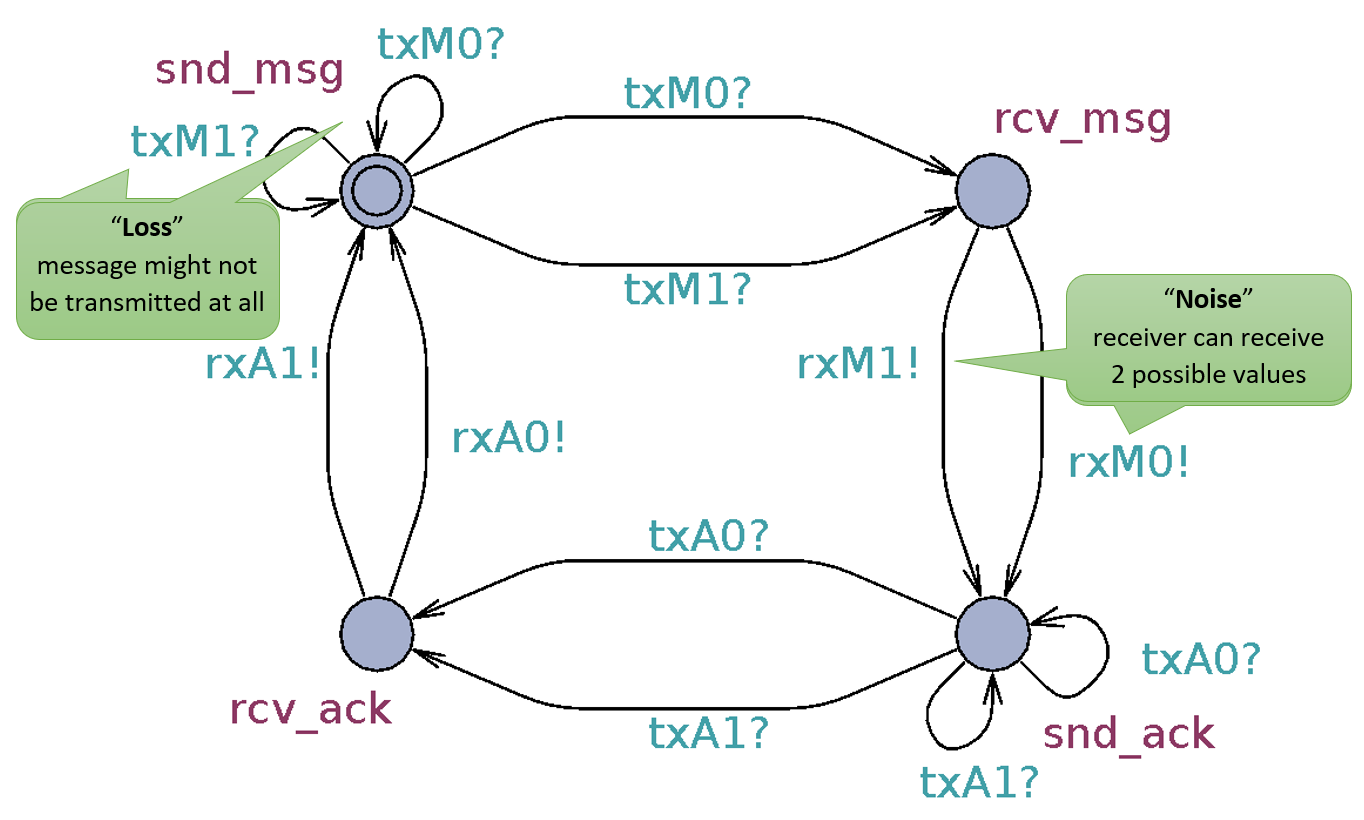 txM0?
snd_msg
txM0?
rcv_msg
txM1?
“Loss”
message might not
be transmitted at all
txM1?
“Noise”
receiver can receive
2 possible values
rxA1!
rxM1!
rxA0!
rxM0!
txA0?
txA0?
rcv_ack
txA1?
snd_ack
txA1?